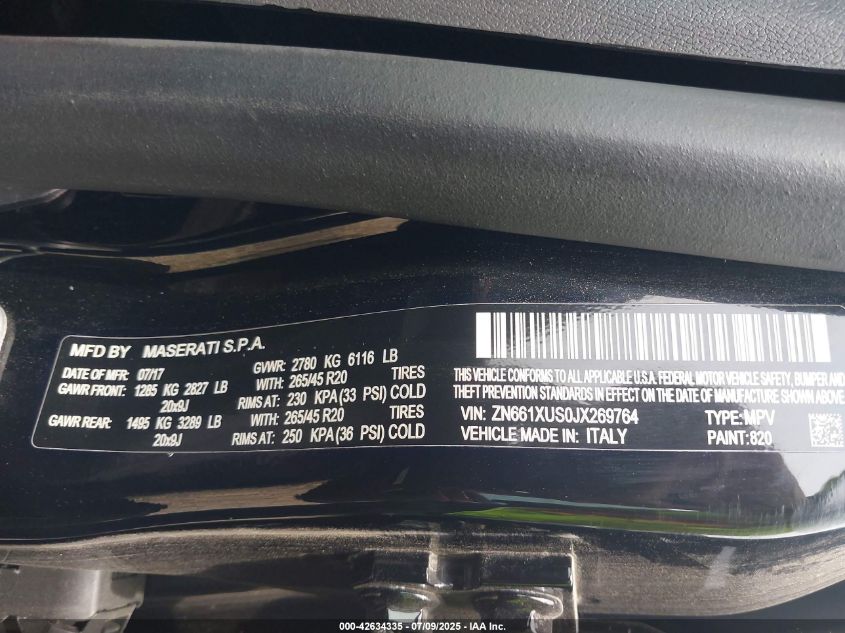 MFD BY MASERATI S.P.A.
DATE OF MFR: 07/17 GVWR: 2780 KG 6116 LB
GAWR FRONT: 1285 KG 2827 LB WITH: 265/45 R20 TIRES
20x9J RIMS AT: 230 KPA (33 PSI) COLD
GAWR REAR: 1495 KG 3289 LB WITH: 265/45 R20 TIRES
20x9J RIMS AT: 250 KPA (36 PSI) COLD
THIS VEHICLE CONFORMS TO ALL APPLICABLE U.S.A. FEDERAL MOTOR VEHICLE SAFETY, BUMPER AND
THEFT PREVENTION STANDARDS IN EFFECT ON THE DATE OF MANUFACTURE SHOWN ABOVE.
VIN: ZN661XUS0JX269764 TYPE: MPV
VEHICLE MADE IN: ITALY PAINT: 820
000-42634335 - 07/09/2025 - IAA Inc.